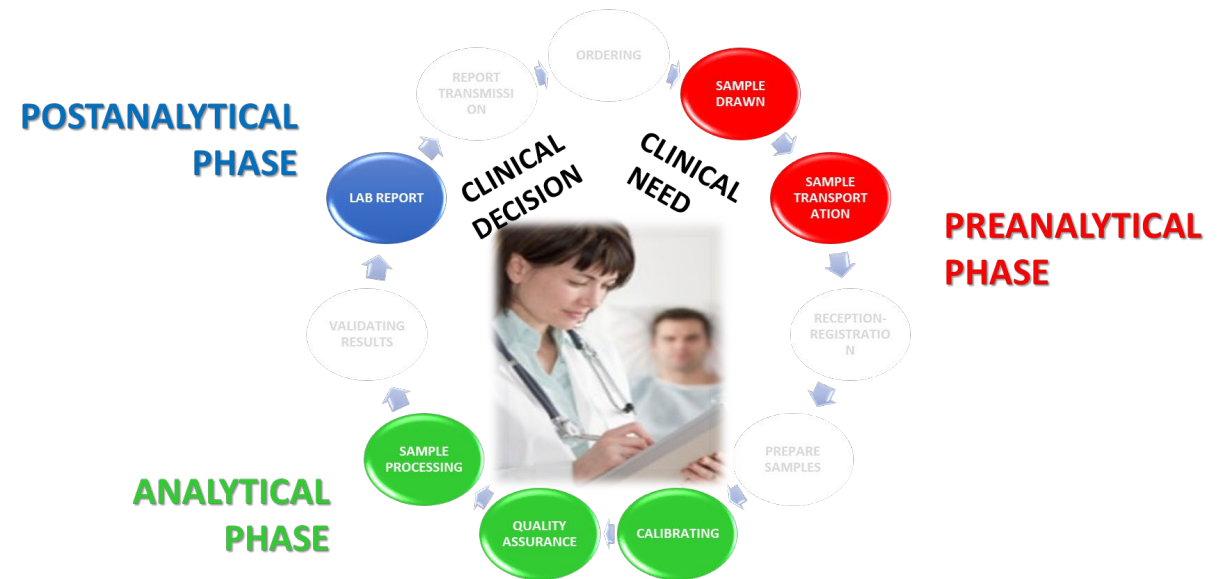 ORDERING
SAMPLE
DRAWN
SAMPLE
TRANSPORT
ATION
RECEPTION-
REGISTRATIO
N
PREPARE
SAMPLES
CALIBRATING
QUALITY
ASSURANCE
SAMPLE
PROCESSING
VALIDATING
RESULTS
LAB REPORT
REPORT
TRANSMISSI
ON
CLINICAL
NEED
CLINICAL
DECISION
PREANALYTICAL
PHASE
ANALYTICAL
PHASE
POSTANALYTICAL
PHASE